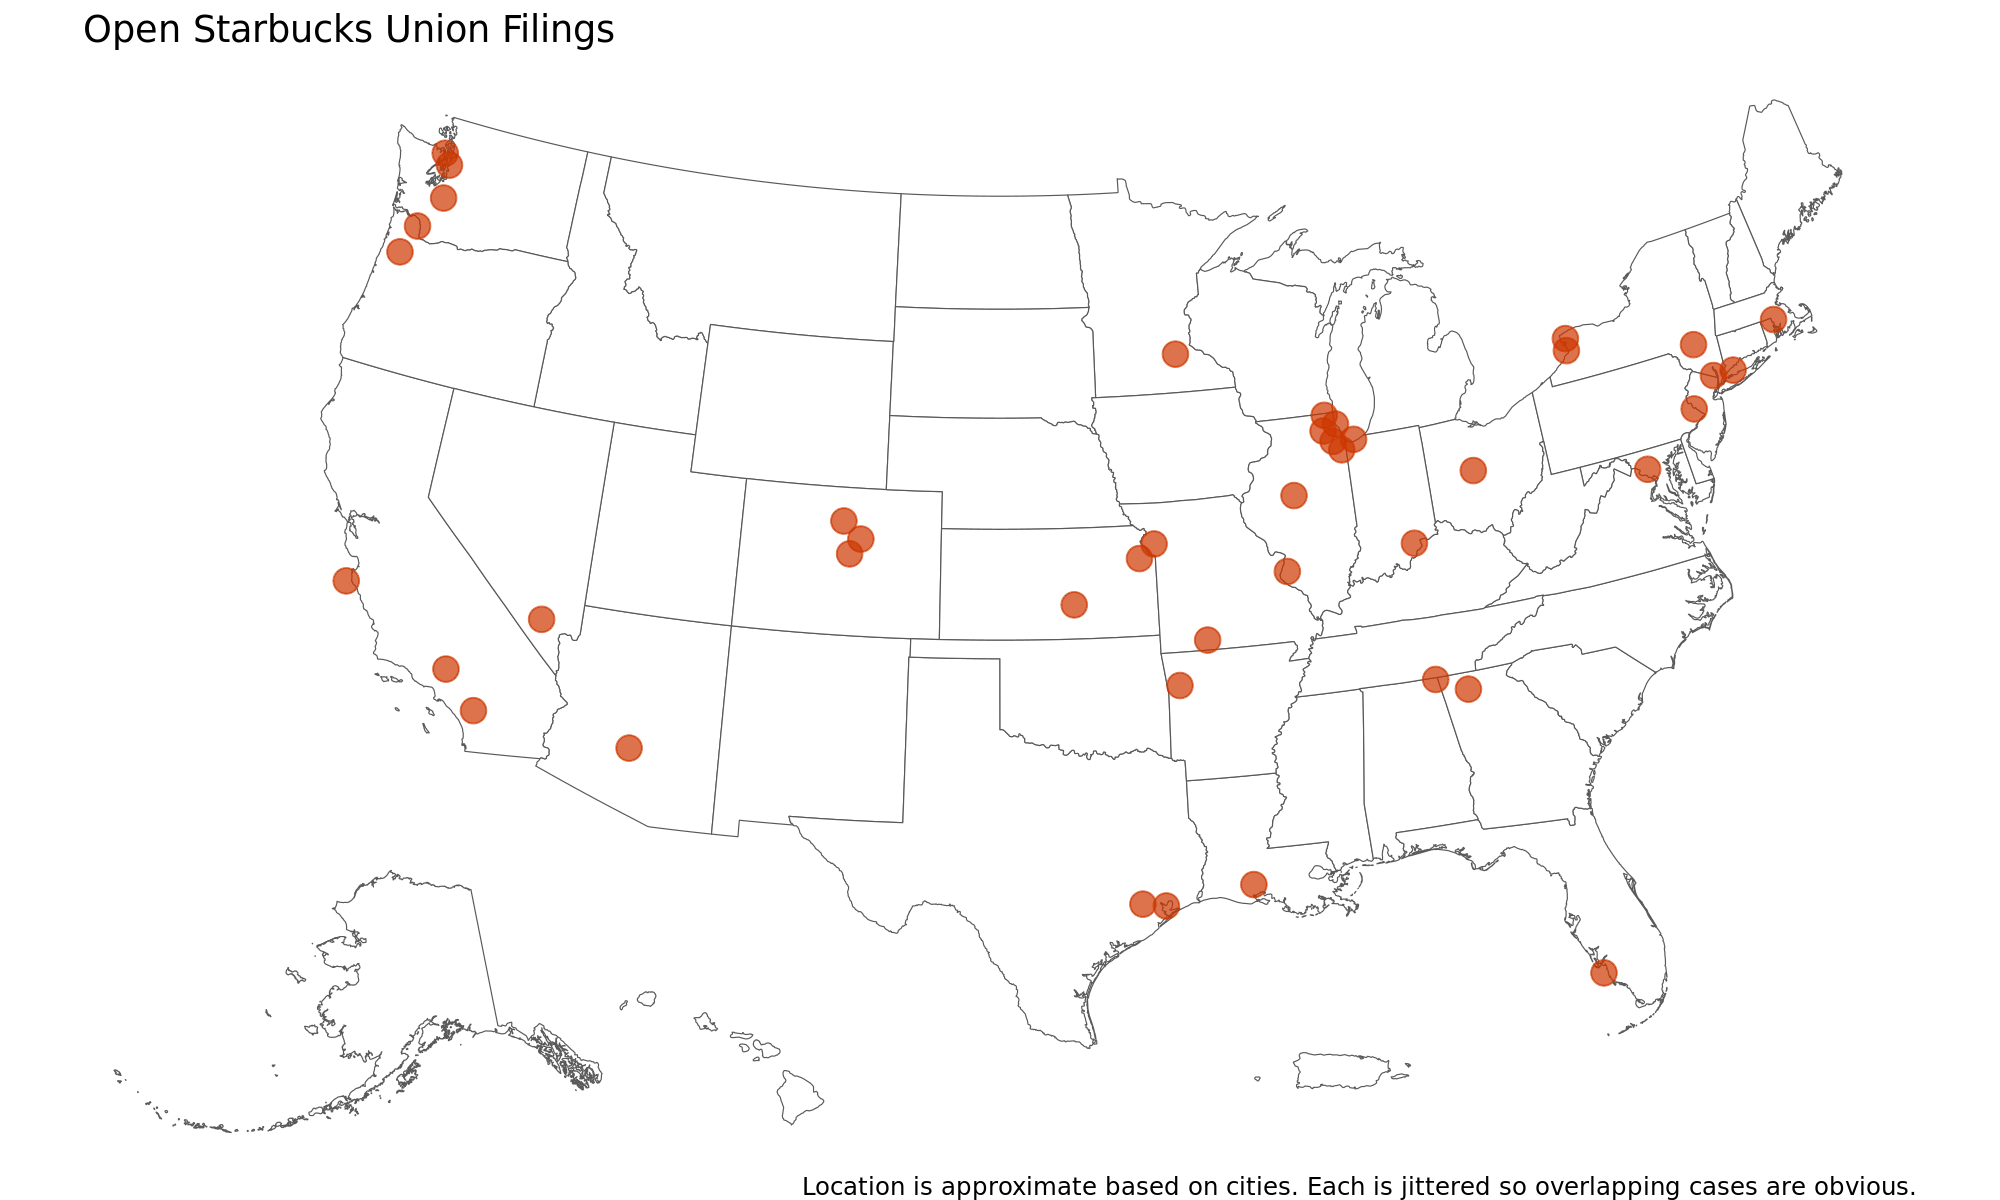 Open Starbucks Union Filings
Location is approximate based on cities. Each is jittered so overlapping cases are obvious.